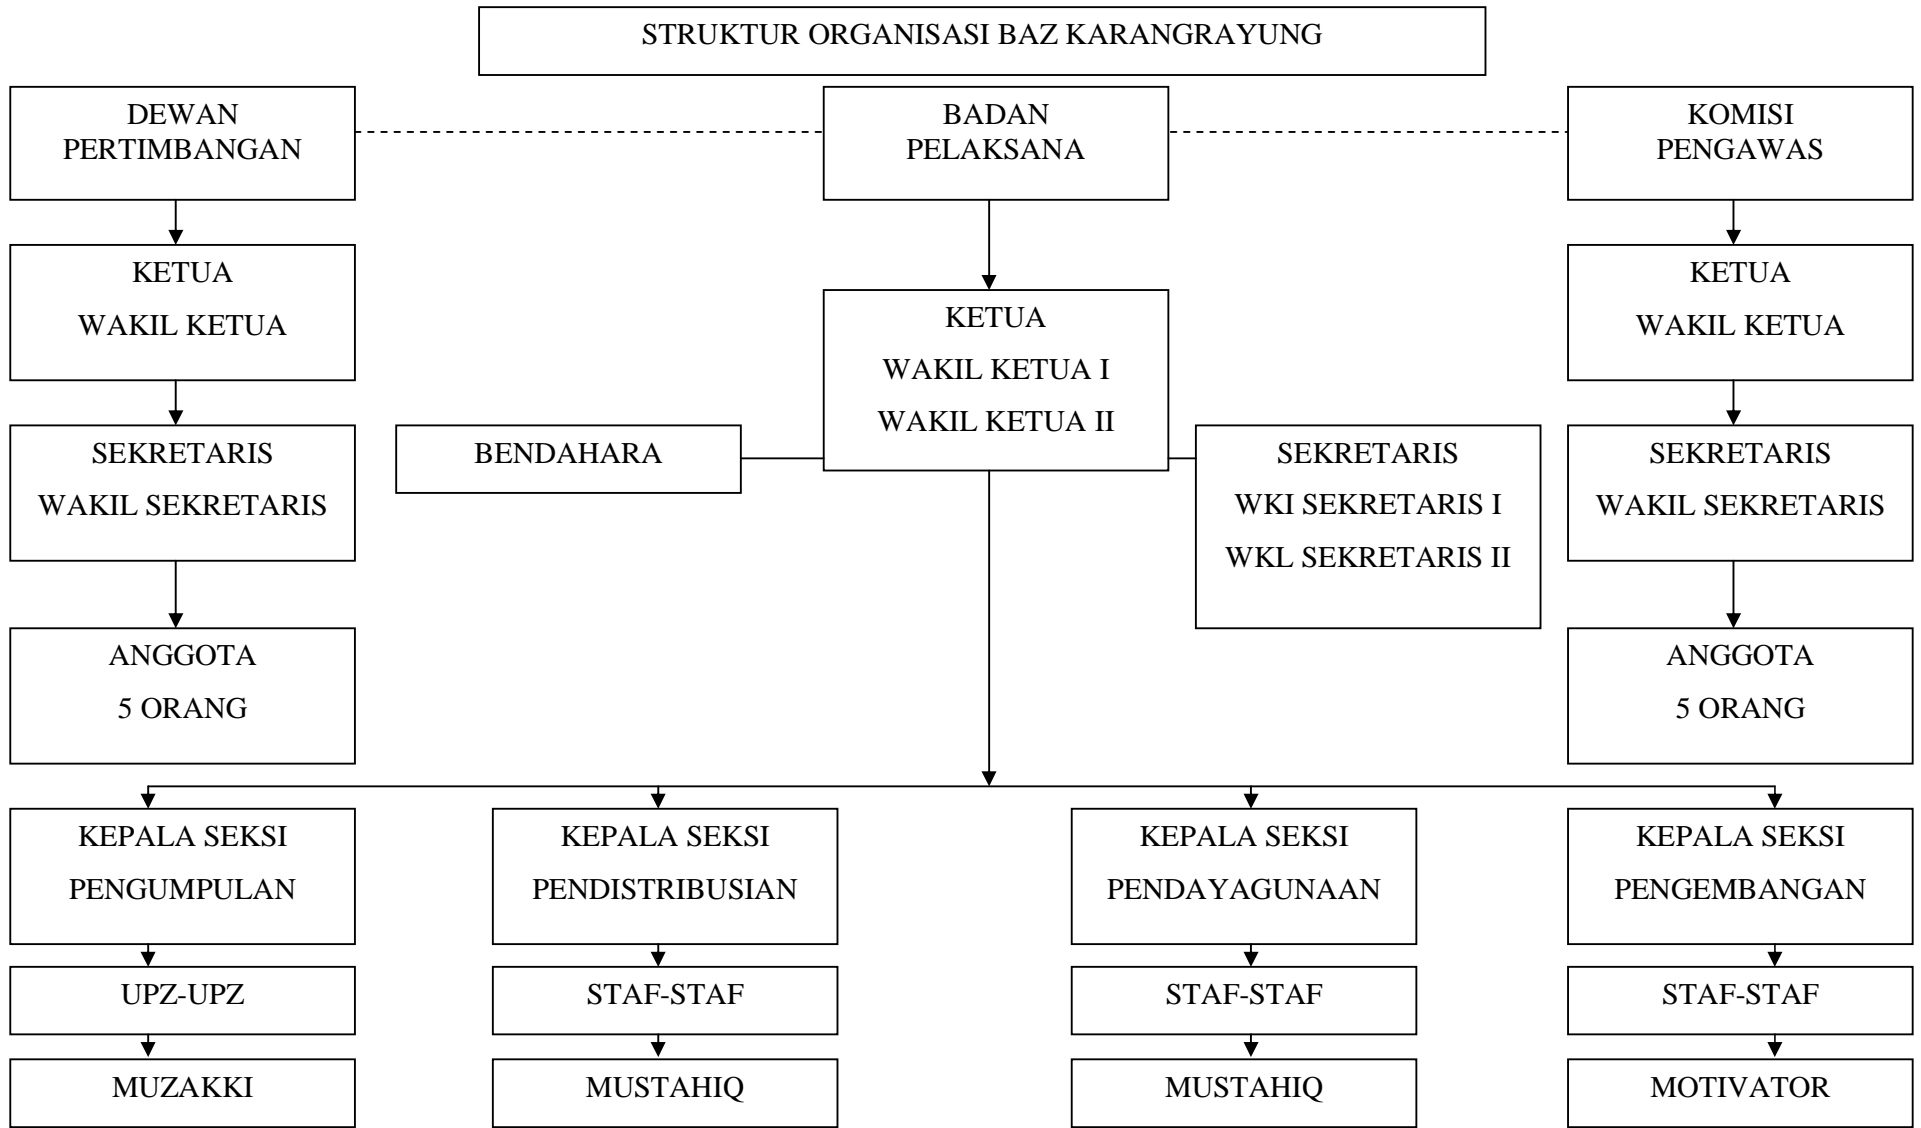 STRUKTUR ORGANISASI BAZ KARANGRAYUNG
DEWAN
PERTIMBANGAN
BADAN
PELAKSANA
KOMISI
PENGAWAS
KETUA
WAKIL KETUA
KETUA
WAKIL KETUA I
WAKIL KETUA II
KETUA
WAKIL KETUA
SEKRETARIS
WAKIL SEKRETARIS
BENDAHARA
SEKRETARIS
WKI SEKRETARIS I
WKL SEKRETARIS II
SEKRETARIS
WAKIL SEKRETARIS
ANGGOTA
5 ORANG
ANGGOTA
5 ORANG
KEPALA SEKSI
PENGUMPULAN
KEPALA SEKSI
PENDISTRIBUSIAN
KEPALA SEKSI
PENDAYAGUNAAN
KEPALA SEKSI
PENGEMBANGAN
UPZ-UPZ
STAF-STAF
STAF-STAF
STAF-STAF
MUZAKKI
MUSTAHIQ
MUSTAHIQ
MOTIVATOR